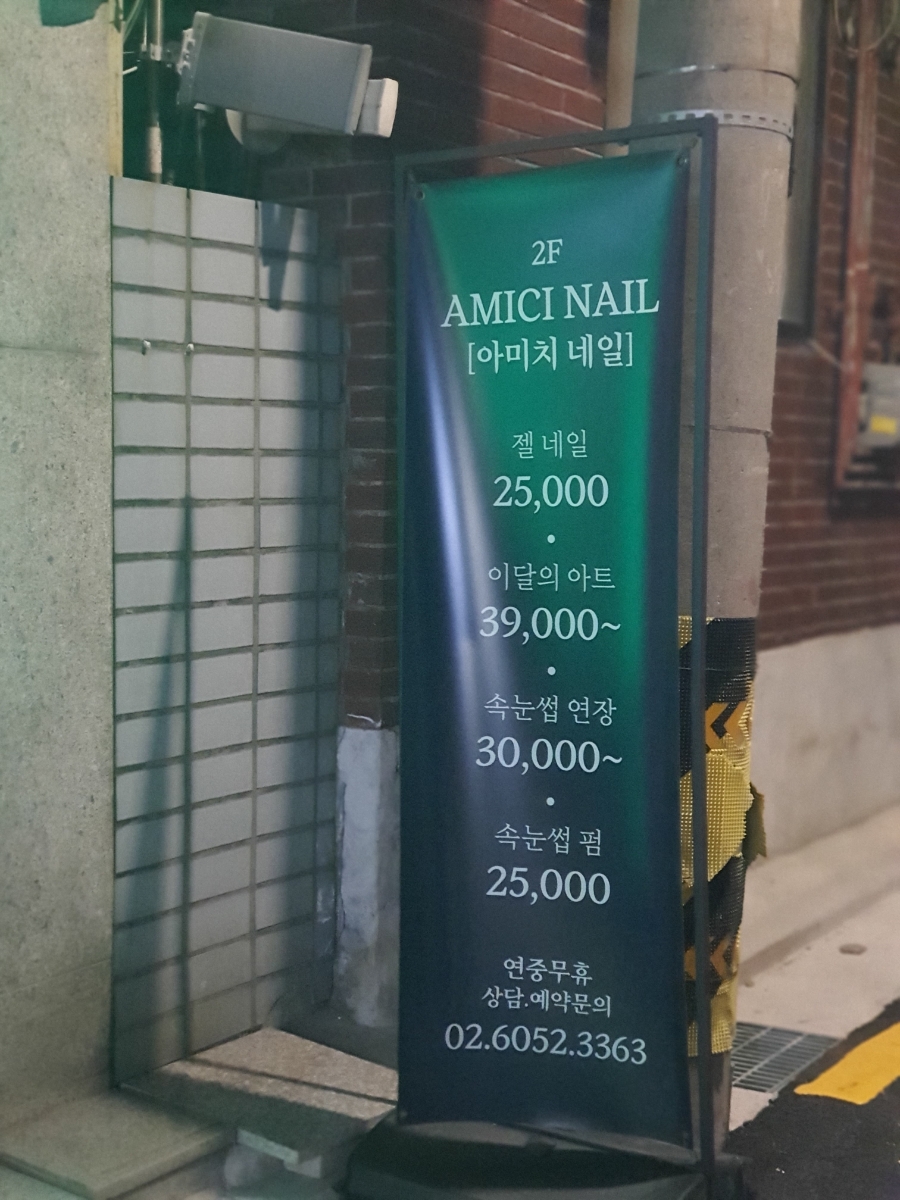 2F
AMICI NAIL
[아미치 네일]
젤 네일
25,000
•
이달의 아트
39,000~
•
속눈썹 연장
30,000~
•
속눈썹 펌
25,000
연중무휴
상담.예약문의
02.6052.3363